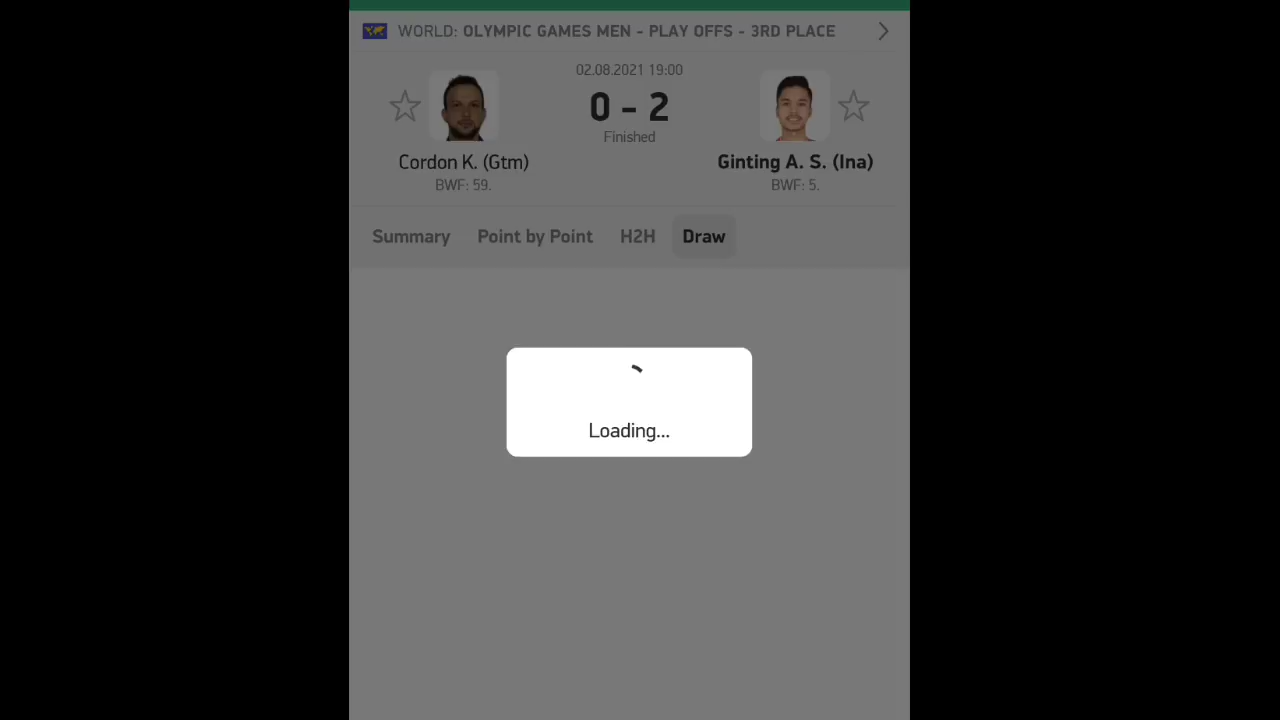 WORLD: OLYMPIC GAMES MEN - PLAY OFFS - 3RD PLACE
02.08.2021 19:00
0 - 2
Finished
Cordon K. (Gtm)
BWF: 59.
Ginting A. S. (Ina)
BWF: 5.
Summary Point by Point H2H Draw
Loading...